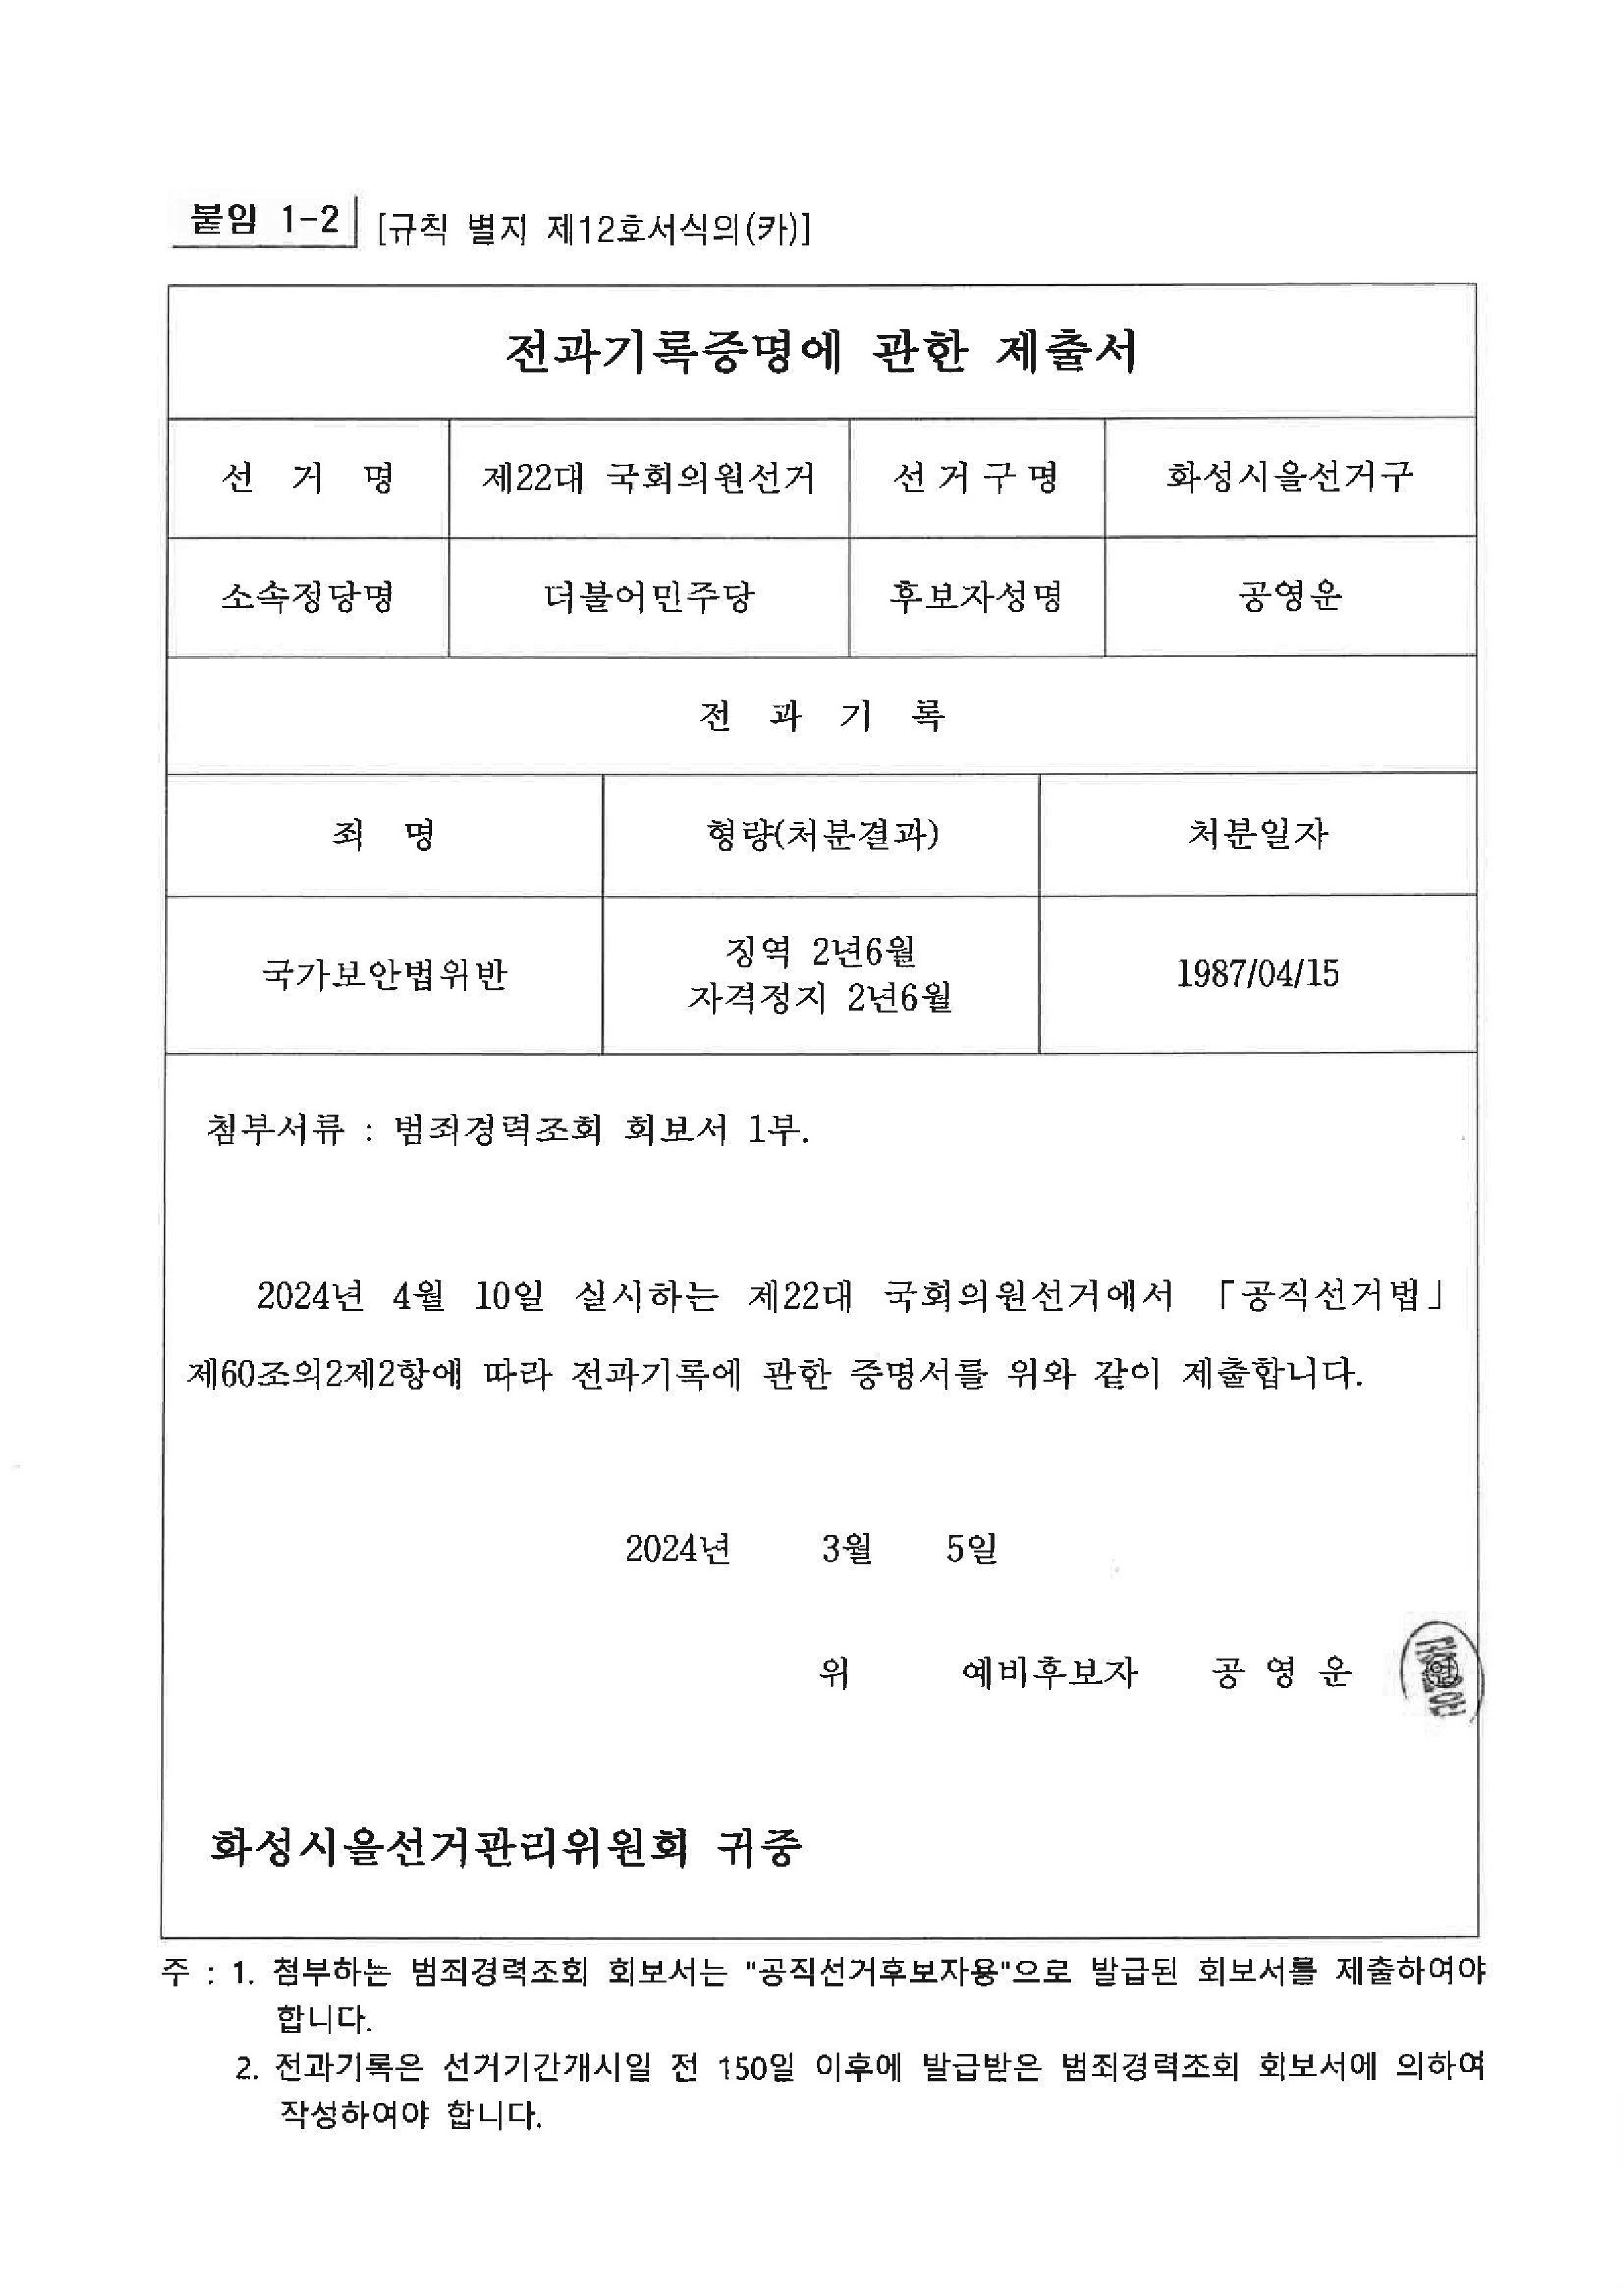 붙임 1-2 [규칙 별지 제12호서식의(카)]
전과기록증명에 관한 제출서
선 거 명 제22대 국회의원선거 선거구명 화성시을선거구
소속정당명 더불어민주당 후보자성명 공영운
전 과 기 록
죄 명 형량(처분결과) 처분일자
국가보안법위반 징역 2년6월 자격정지 2년6월 1987/04/15
첨부서류 : 범죄경력조회 회보서 1부.
2024년 4월 10일 실시하는 제22대 국회의원선거에서 「공직선거법」
제60조의2제2항에 따라 전과기록에 관한 증명서를 위와 같이 제출합니다.
2024년 3월 5일
위 예비후보자 공 영 운 공영운
화성시을선거관리위원회 귀중
주 : 1. 첨부하는 범죄경력조회 회보서는 "공직선거후보자용"으로 발급된 회보서를 제출하여야
합니다.
2. 전과기록은 선거기간개시일 전 150일 이후에 발급받은 범죄경력조회 회보서에 의하여
작성하여야 합니다.